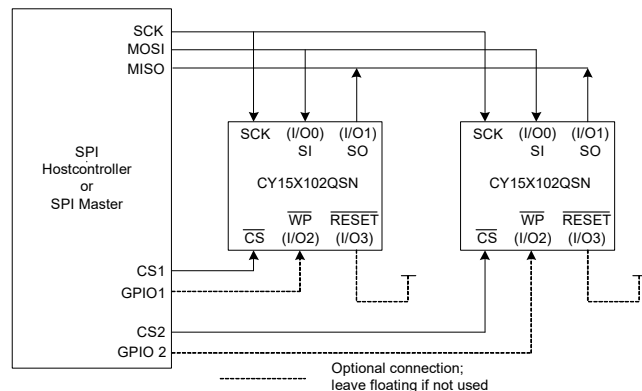 SCK
MOSI
MISO
SPI
Hostcontroller
or
SPI Master
CS1
GPIO1
CS2
GPIO 2
SCK (I/O0) (I/O1)
SI SO
CY15X102QSN
WP RESET
CS (I/O2) (I/O3)
SCK (I/O0) (I/O1)
SI SO
CY15X102QSN
WP RESET
CS (I/O2) (I/O3)
Optional connection;
leave floating if not used